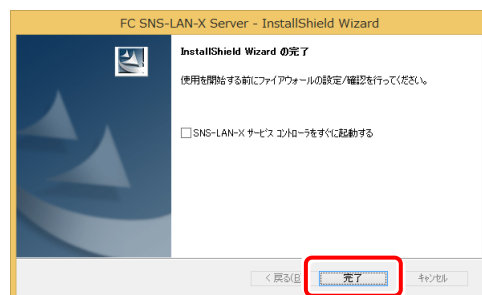 FC SNS-LAN-X Server - InstallShield Wizard
InstallShield Wizard の完了
使用を開始する前にファイアウォールの設定/確認を行ってください。
SNS-LAN-X サービス コントローラをすぐに起動する
< 戻る(B 完了 キャンセル